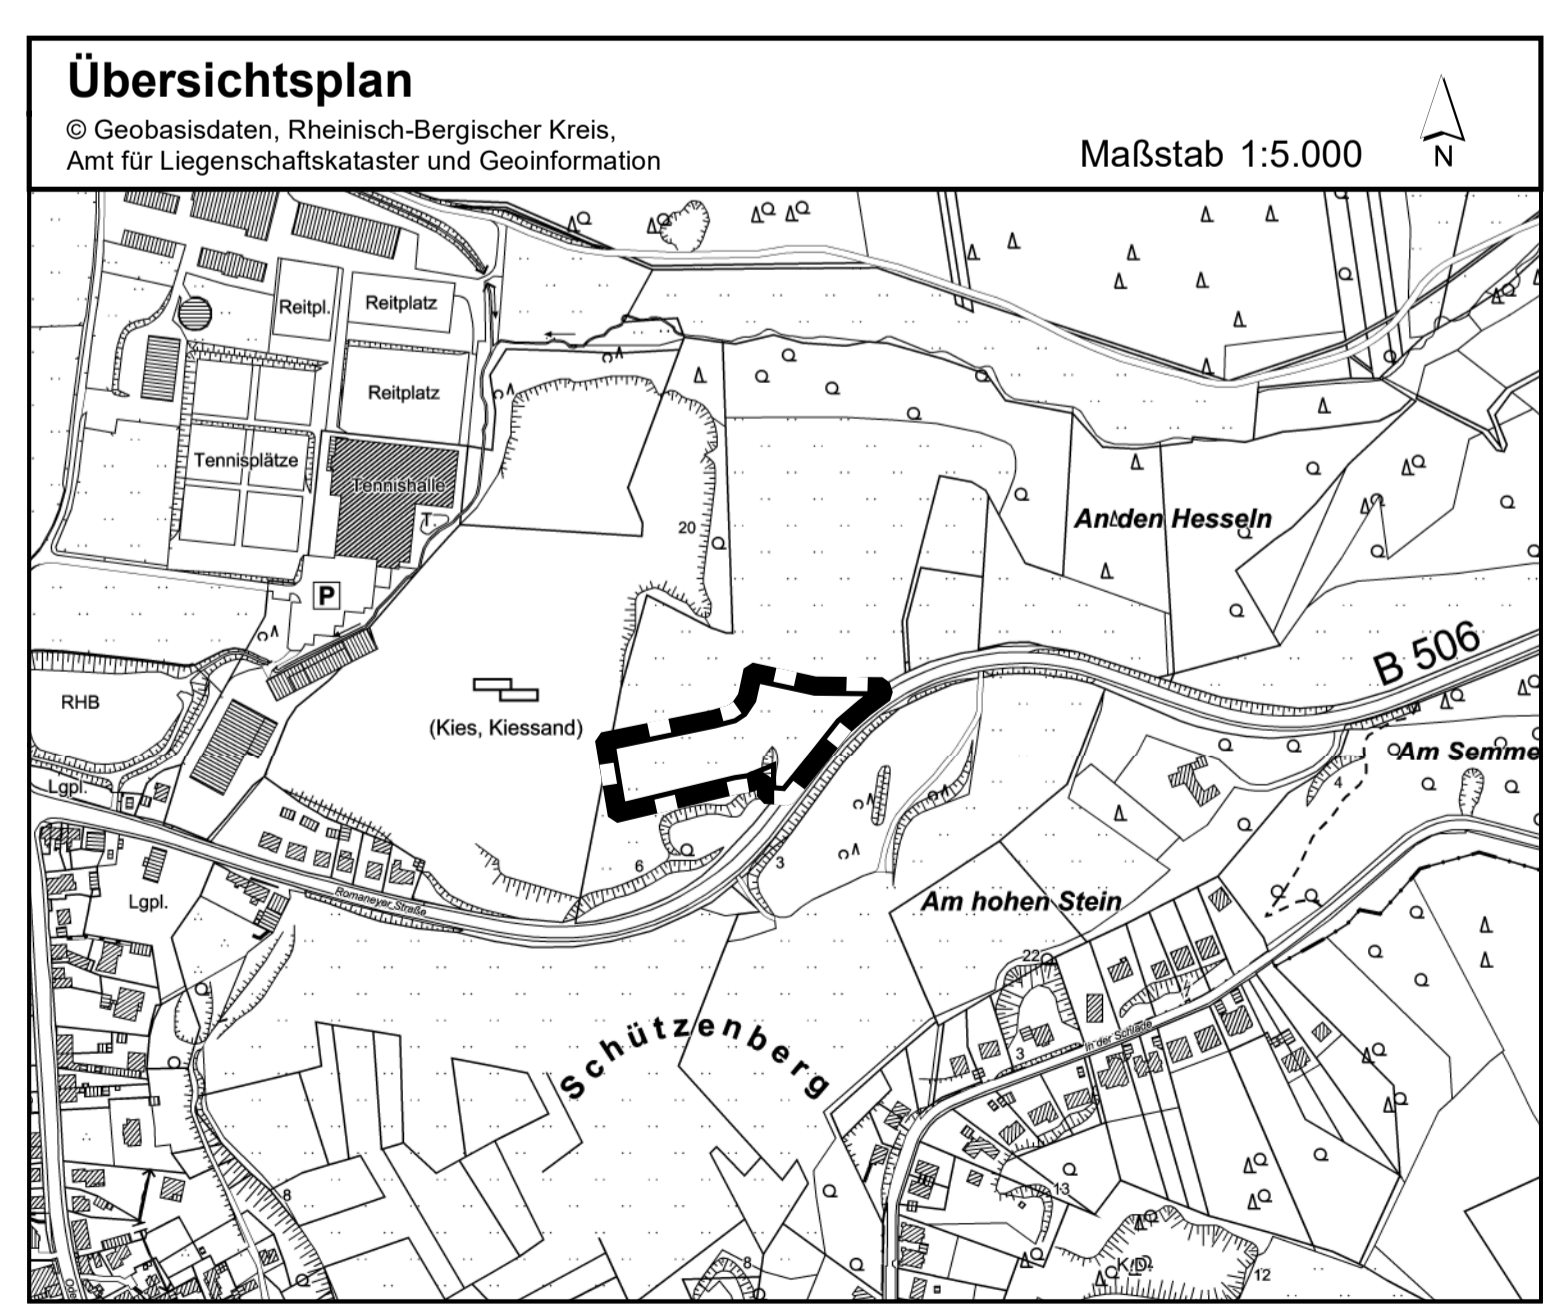 Übersichtsplan
© Geobasisdaten, Rheinisch-Bergischer Kreis,
Amt für Liegenschaftskataster und Geoinformation
Maßstab 1:5.000
N
Reitpl.
Reitplatz
Reitplatz
Tennisplätze
Tennishalle
T.
20
An den Hesseln
P
B 506
RHB
(Kies, Kiessand)
Am Semme
Lgpl.
4
6
3
Romaneyer Straße
Lgpl.
Am hohen Stein
22
7
Schützenberg
In der Schlade
3
8
13
8
12